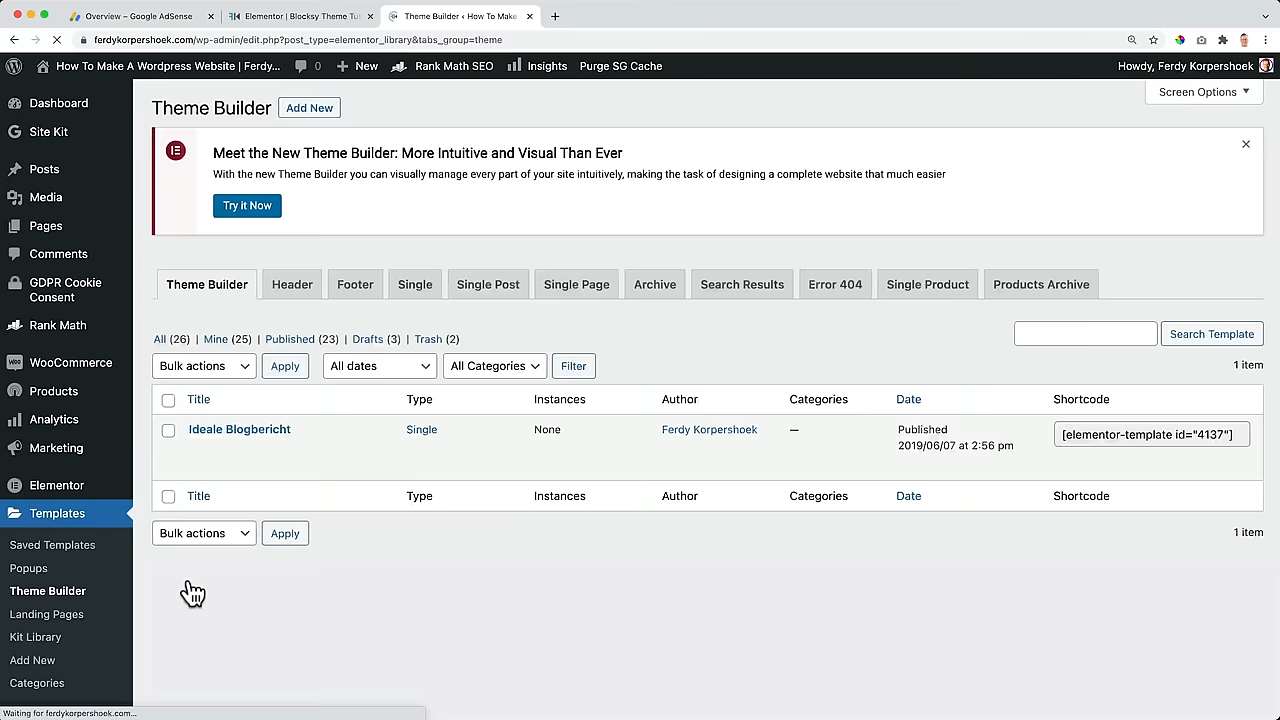 Overview – Google AdSense
Elementor | Blocksy Theme Tu
Theme Builder ‹ How To Make
ferdykorpershoek.com/wp-admin/edit.php?post_type=elementor_library&tabs_group=theme
How To Make A Wordpress Website | Ferdy... 0 New Rank Math SEO Insights Purge SG Cache Howdy, Ferdy Korpershoek
Dashboard
Site Kit
Posts
Media
Pages
Comments
GDPR Cookie
Consent
Rank Math
WooCommerce
Products
Analytics
Marketing
Elementor
Templates
Saved Templates
Popups
Theme Builder
Landing Pages
Kit Library
Add New
Categories
Screen Options
Theme Builder Add New
Meet the New Theme Builder: More Intuitive and Visual Than Ever
With the new Theme Builder you can visually manage every part of your site intuitively, making the task of designing a complete website that much easier
Try it Now
Theme Builder Header Footer Single Single Post Single Page Archive Search Results Error 404 Single Product Products Archive
All (26) | Mine (25) | Published (23) | Drafts (3) | Trash (2)
Search Template
Bulk actions Apply All dates All Categories Filter 1 item
Title Type Instances Author Categories Date Shortcode
Ideale Blogbericht Single None Ferdy Korpershoek — Published [elementor-template id="4137"]
2019/06/07 at 2:56 pm
Title Type Instances Author Categories Date Shortcode
Bulk actions Apply 1 item
Waiting for ferdykorpershoek.com...